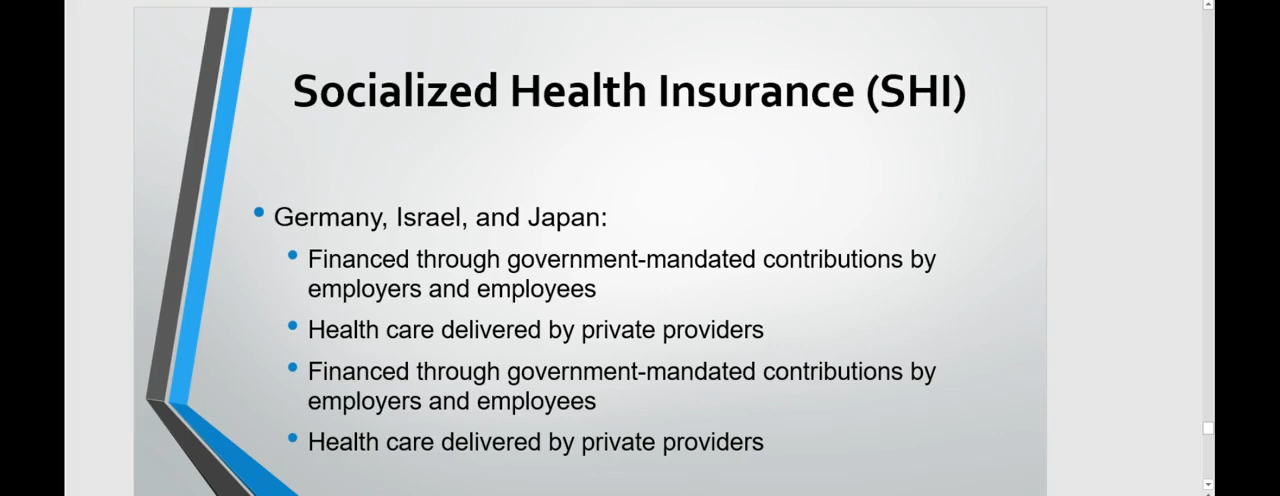 Socialized Health Insurance (SHI)
• Germany, Israel, and Japan:
• Financed through government-mandated contributions by
employers and employees
• Health care delivered by private providers
• Financed through government-mandated contributions by
employers and employees
• Health care delivered by private providers